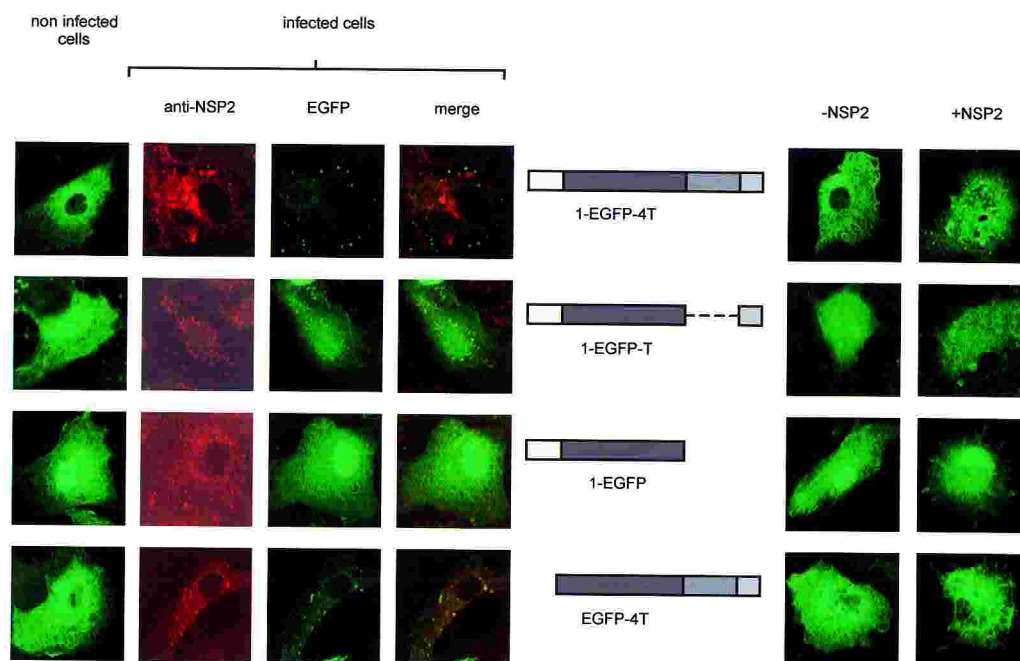 non infected
cells
infected cells
anti-NSP2
EGFP
merge
-NSP2
+NSP2
1-EGFP-4T
1-EGFP-T
1-EGFP
EGFP-4T